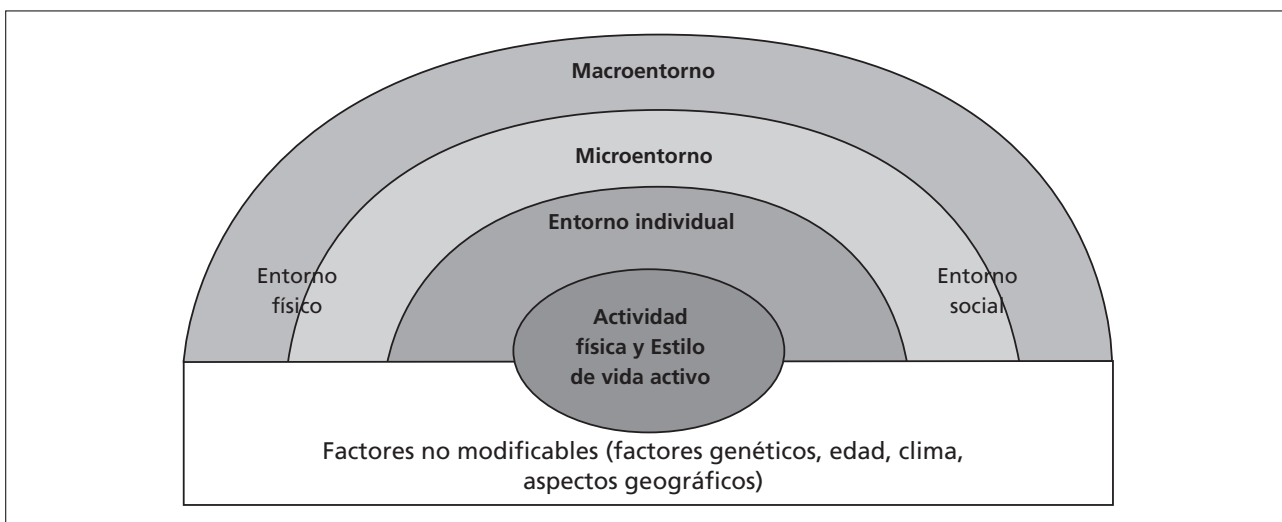 Macroentorno
Microentorno
Entorno individual
Entorno
físico
Entorno
social
Actividad
física y Estilo
de vida activo
Factores no modificables (factores genéticos, edad, clima,
aspectos geográficos)